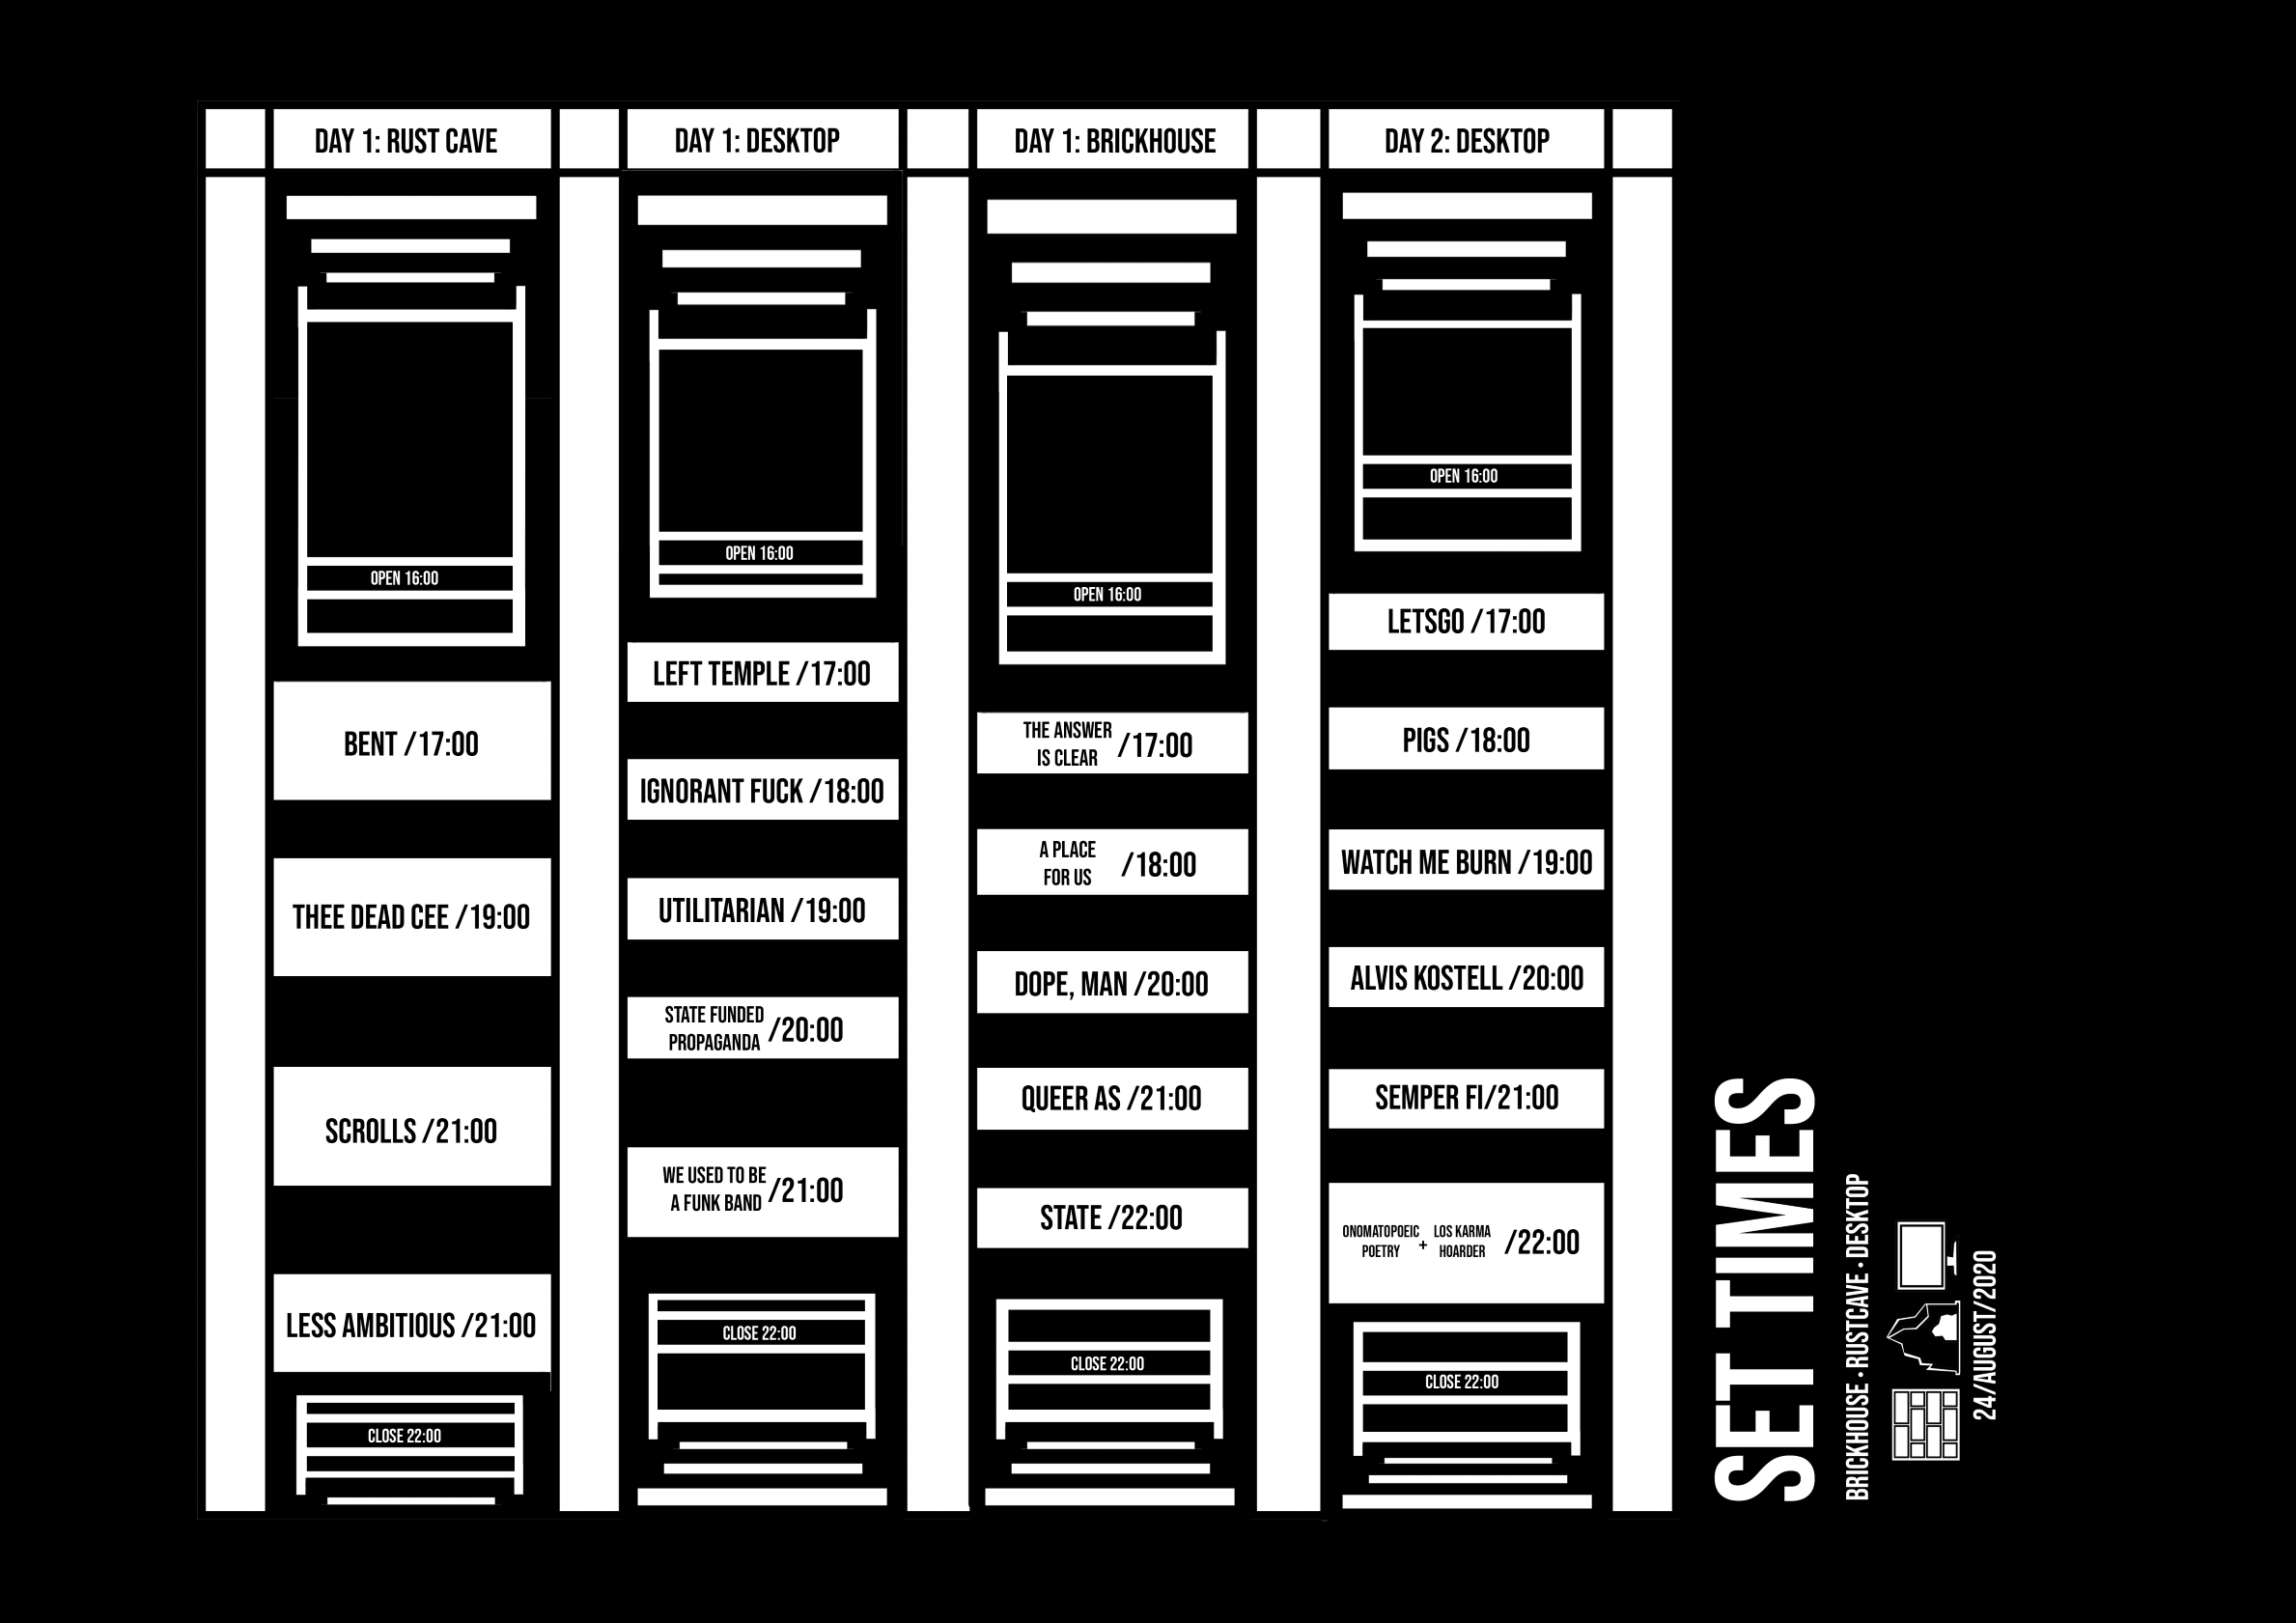 DAY 1: RUST CAVE
OPEN 16:00
BENT /17:00
THEE DEAD CEE /19:00
SCROLLS /21:00
LESS AMBITIOUS /21:00
CLOSE 22:00
DAY 1: DESKTOP
OPEN 16:00
LEFT TEMPLE /17:00
IGNORANT FUCK /18:00
UTILITARIAN /19:00
STATE FUNDED
PROPAGANDA /20:00
WE USED TO BE
A FUNK BAND /21:00
CLOSE 22:00
DAY 1: BRICKHOUSE
OPEN 16:00
THE ANSWER
IS CLEAR /17:00
A PLACE
FOR US /18:00
DOPE, MAN /20:00
QUEER AS /21:00
STATE /22:00
CLOSE 22:00
DAY 2: DESKTOP
OPEN 16:00
LETSGO /17:00
PIGS /18:00
WATCH ME BURN /19:00
ALVIS KOSTELL /20:00
SEMPER FI/21:00
ONOMATOPOEIC
POETRY + LOS KARMA
HOARDER /22:00
CLOSE 22:00
SET TIMES
BRICKHOUSE • RUSTCAVE • DESKTOP
24/AUGUST/2020